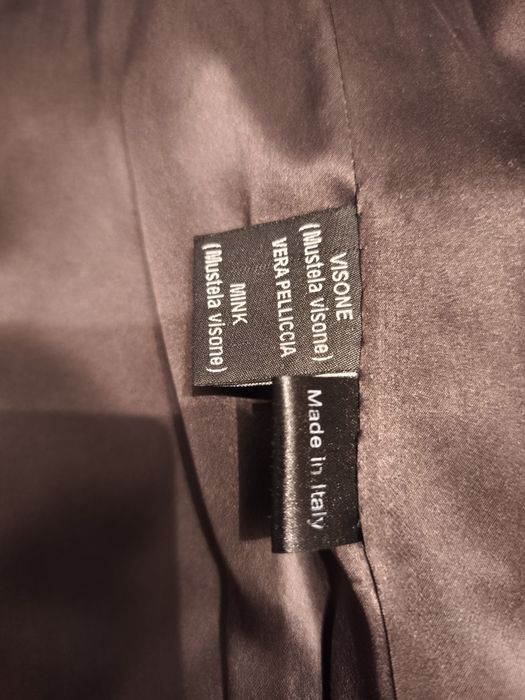 VISONE
(Mustela visone)
VERA PELLICCIA
MINK
(Mustela visone)
Made in Italy